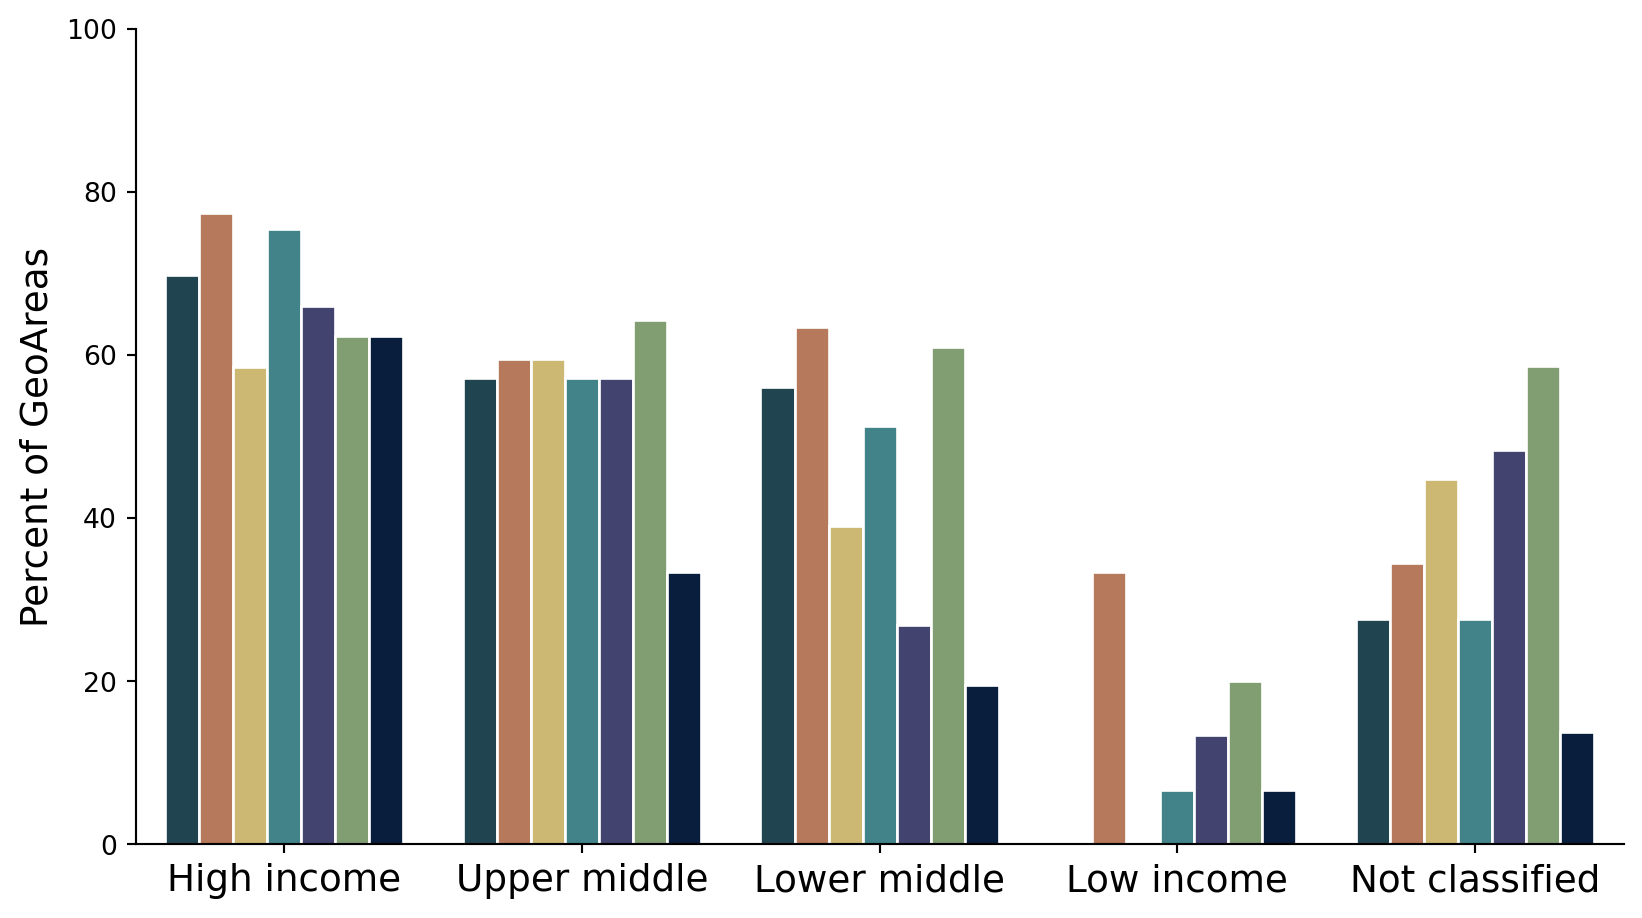 Percent of GeoAreas
100
80
60
40
20
0
High income
Upper middle
Lower middle
Low income
Not classified